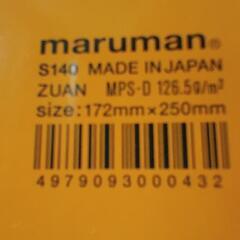 maruman®
S140 MADE IN JAPAN
ZUAN MPS-D 126.5g/m²
size:172mm×250mm
4979093000432